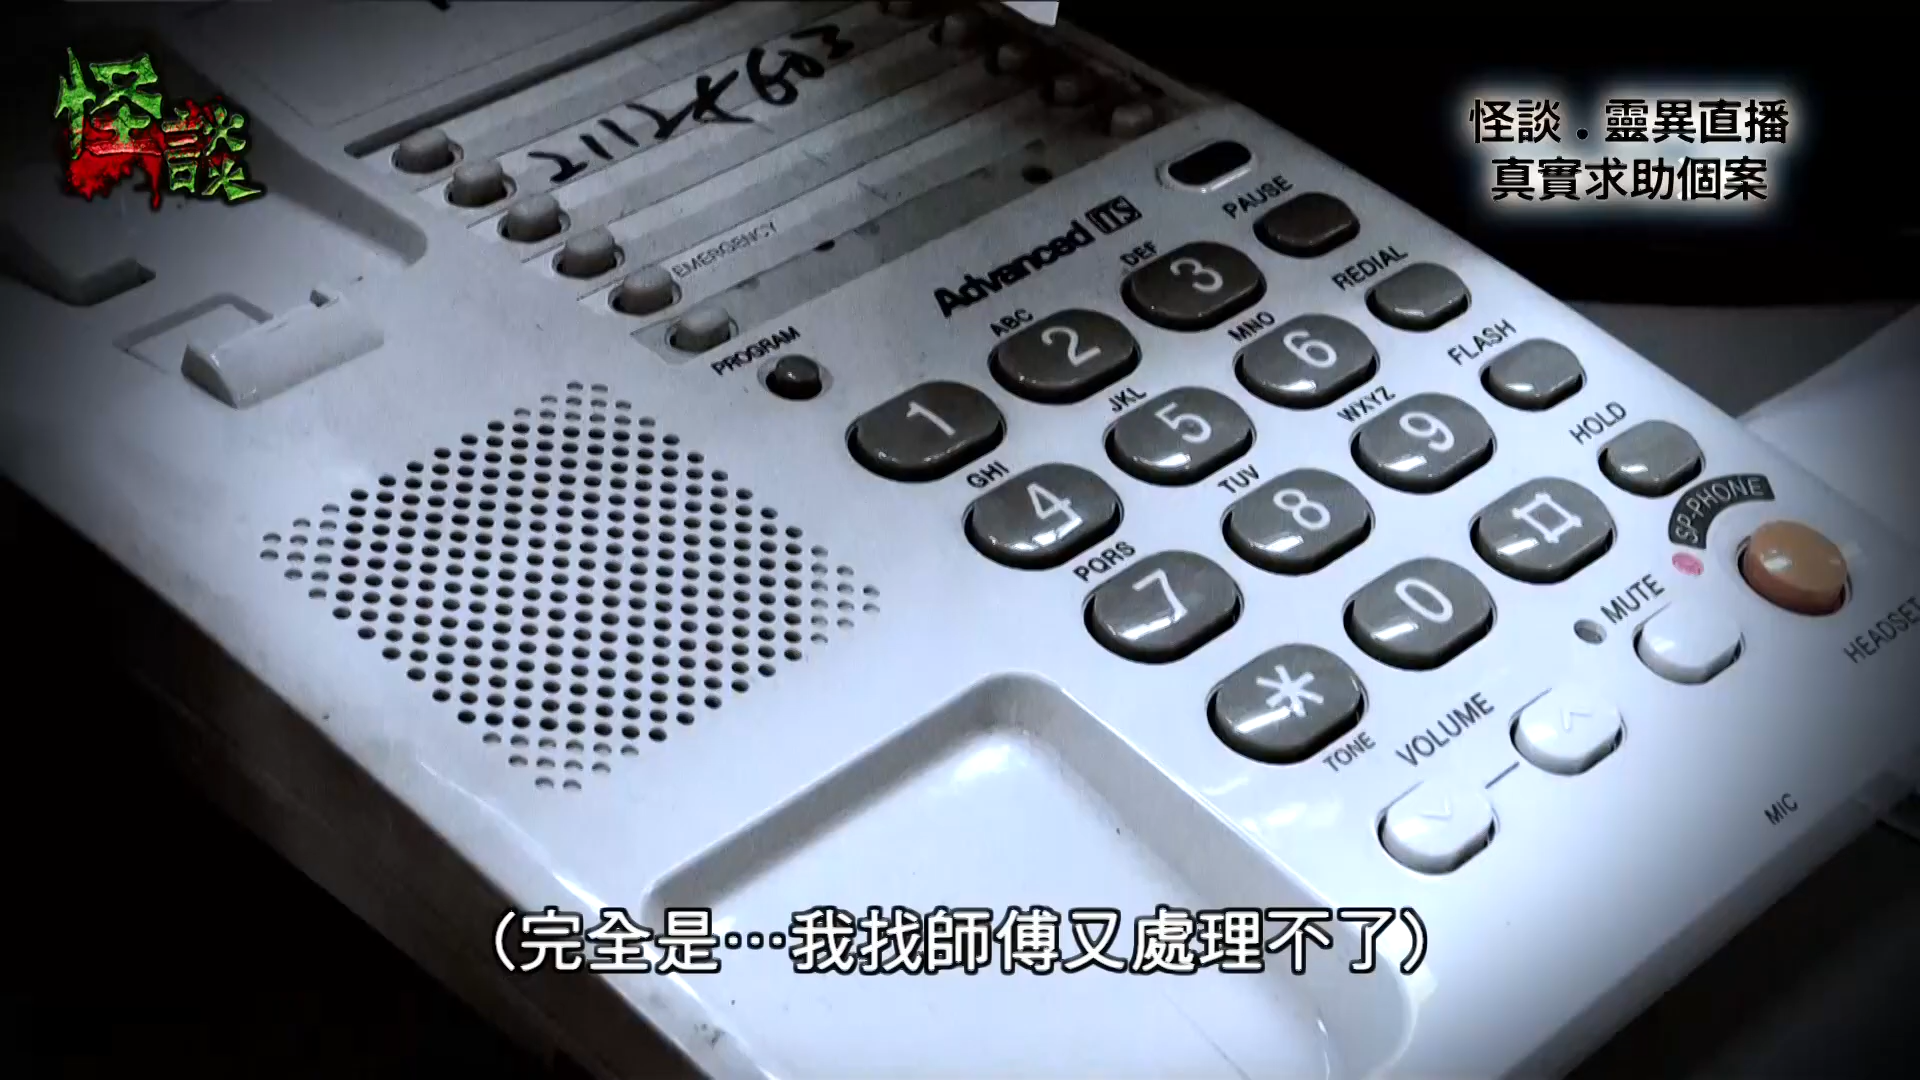 怪談
怪談．靈異直播
真實求助個案
EMERGENCY
PROGRAM
Advanced ITS
PAUSE
REDIAL
FLASH
HOLD
SP-PHONE
MUTE
HEADSET
VOLUME
MIC
ABC
DEF
1
2
3
GHI
JKL
MNO
4
5
6
PQRS
TUV
WXYZ
7
8
9
*
0
TONE
（完全是…我找師傅又處理不了）